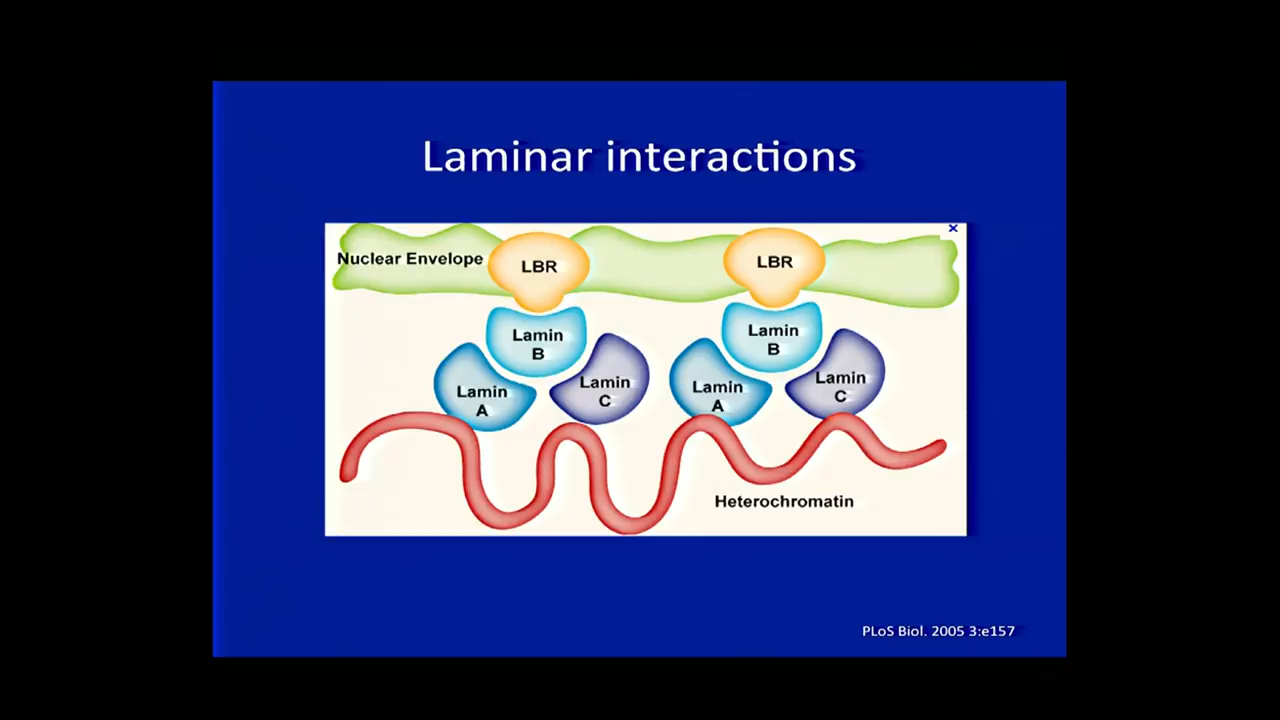 Laminar interactions
Nuclear Envelope
LBR
LBR
Lamin
B
Lamin
B
Lamin
A
Lamin
C
Lamin
A
Lamin
C
Heterochromatin
PLoS Biol. 2005 3:e157